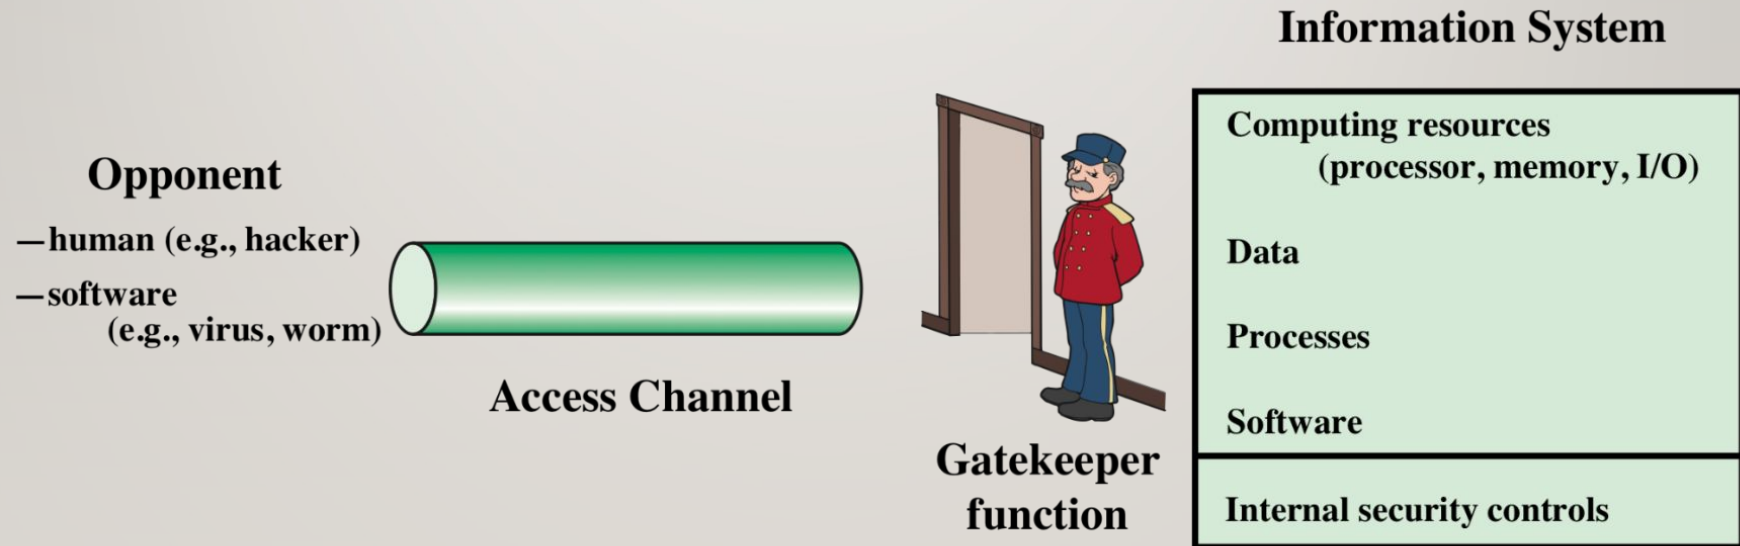 Information System
Opponent
—human (e.g., hacker)
—software
(e.g., virus, worm)
Access Channel
Gatekeeper
function
Computing resources
(processor, memory, I/O)
Data
Processes
Software
Internal security controls